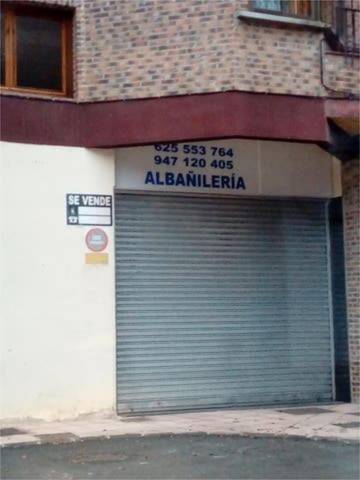 625 553 764
947 120 405
ALBAÑILERÍA
SE VENDE